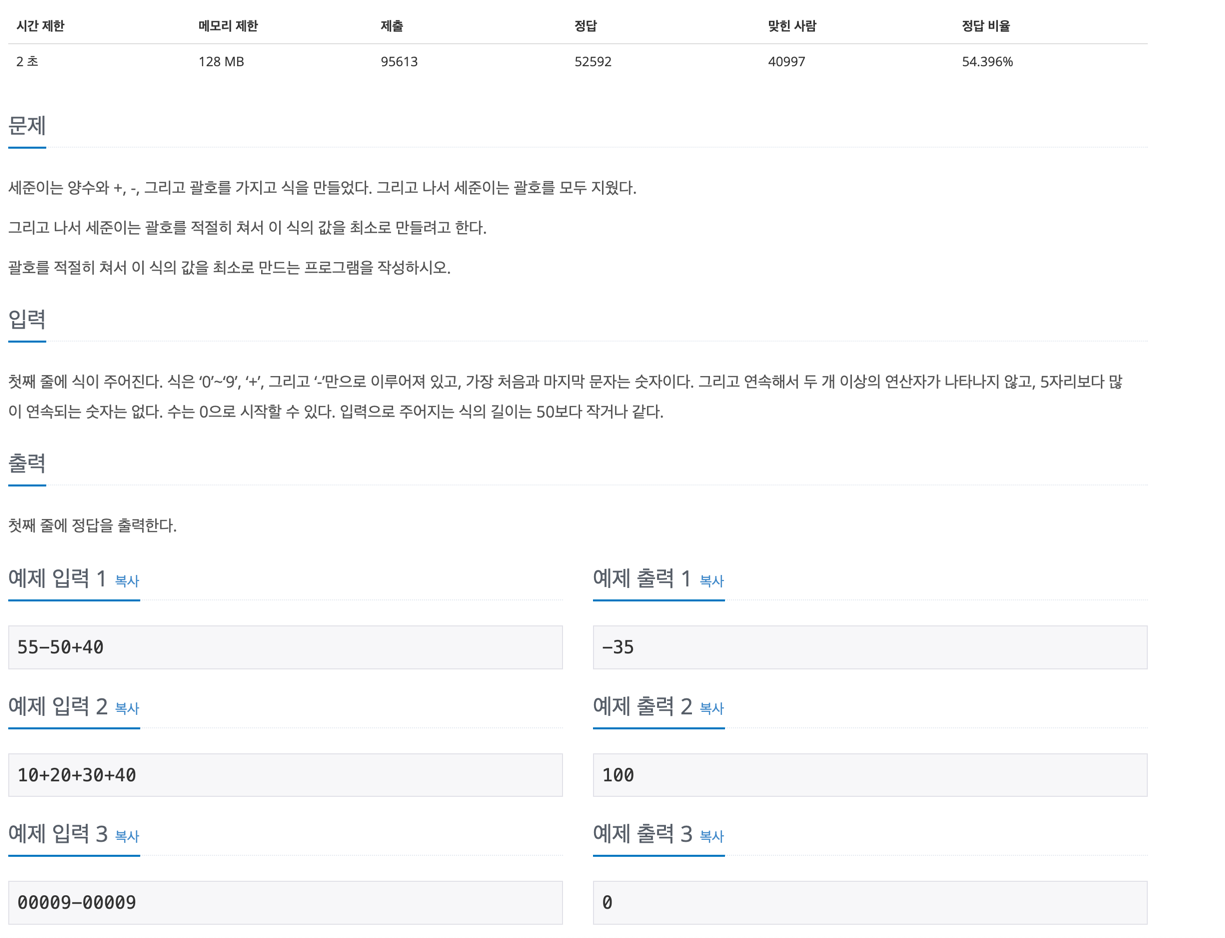 시간 제한 메모리 제한 제출 정답 맞힌 사람 정답 비율
2 초 128 MB 95613 52592 40997 54.396%
문제
세준이는 양수와 +, -, 그리고 괄호를 가지고 식을 만들었다. 그리고 나서 세준이는 괄호를 모두 지웠다.
그리고 나서 세준이는 괄호를 적절히 쳐서 이 식의 값을 최소로 만들려고 한다.
괄호를 적절히 쳐서 이 식의 값을 최소로 만드는 프로그램을 작성하시오.
입력
첫째 줄에 식이 주어진다. 식은 ‘0’~‘9’, ‘+’, 그리고 ‘-’만으로 이루어져 있고, 가장 처음과 마지막 문자는 숫자이다. 그리고 연속해서 두 개 이상의 연산자가 나타나지 않고, 5자리보다 많
이 연속되는 숫자는 없다. 수는 0으로 시작할 수 있다. 입력으로 주어지는 식의 길이는 50보다 작거나 같다.
출력
첫째 줄에 정답을 출력한다.
예제 입력 1 복사 예제 출력 1 복사
55-50+40 -35
예제 입력 2 복사 예제 출력 2 복사
10+20+30+40 100
예제 입력 3 복사 예제 출력 3 복사
00009-00009 0